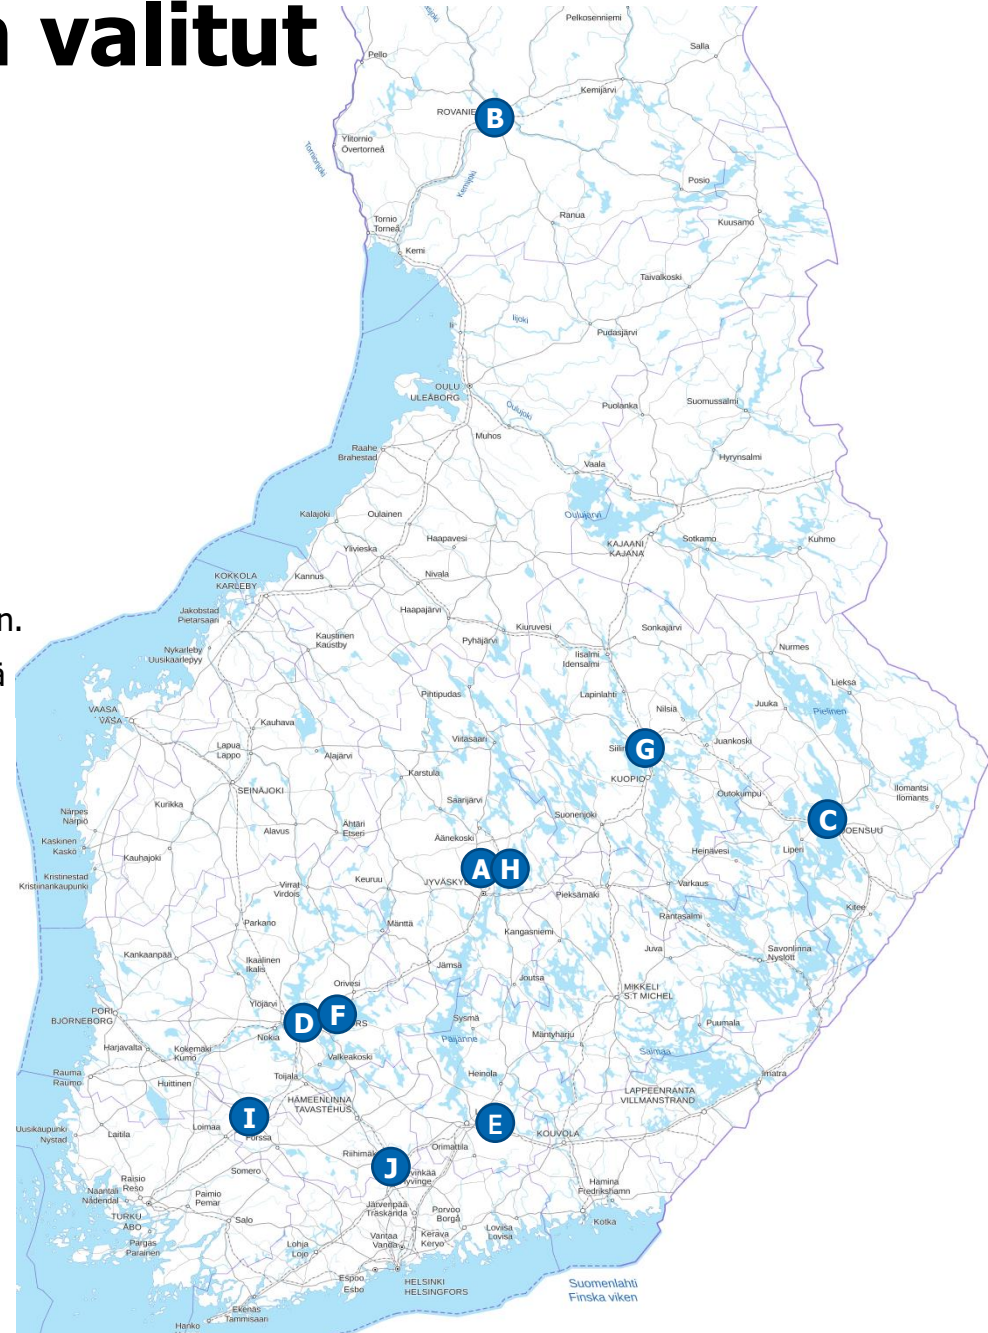 valitut
n.
ä
Pelkosenniemi
Salla
Pello
Kemijärvi
ROVANIE
B
Ylitornio
Övertorneå
Tornionjoki
Kemijoki
Posio
Ranua
Kuusamo
Tornio
Torneå
Kemi
Taivalkoski
Ii
Iijoki
Pudasjärvi
OULU
ULEÅBORG
Oulujoki
Puolanka
Suomussalmi
Muhos
Raahe
Brahestad
Vaala
Hyrynsalmi
Kalajoki
Oulainen
Oulujärvi
Ylivieska
Haapavesi
KAJAANI
KAJANA
Sotkamo
Kuhmo
KOKKOLA
KARLEBY
Kannus
Nivala
Jakobstad
Pietarsaari
Haapajärvi
Kaustinen
Kaustby
Kiuruvesi
Sonkajärvi
Pyhäjärvi
Nykarleby
Uusikaarlepyy
Iisalmi
Idensalmi
Nurmes
Pihtipudas
Lapinlahti
Lieksa
VAASA
VASA
Nilsiä
Juuka
Pielinen
Kauhava
Viitasaari
Juankoski
Lapua
Lappo
Alajärvi
Siilin
G
Karstula
KUOPIO
SEINÄJOKI
Outokumpu
Ilomantsi
Ilomants
Kurikka
Saarijärvi
Suonenjoki
Närpes
Närpiö
C
JOENSUU
Alavus
Ähtäri
Etseri
Äänekoski
Kaskinen
Kaskö
Heinävesi
Liperi
Kauhajoki
Kristinestad
Kristiinankaupunki
Keuruu
JYVÄSKY
A
H
Virrat
Virdois
Pieksämäki
Varkaus
Kitee
Parkano
Mänttä
Rantasalmi
Kangasniemi
Kankaanpää
Ikaalinen
Ikalis
Juva
Savonlinna
Nyslott
Jämsä
Joutsa
Orivesi
MIKKELI
S:T MICHEL
Ylöjärvi
PORI
BJÖRNEBORG
D
F
RS
Sysmä
Puumala
Nokia
Päijänne
Mäntyharju
Harjavalta
Kokemäki
Kumo
Valkeakoski
Saimaa
Rauma
Raumo
Huittinen
Toijala
Heinola
Imatra
HÄMEENLINNA
TAVASTEHUS
LAPPEENRANTA
VILLMANSTRAND
Uusikaupunki
Nystad
Laitila
Loimaa
I
Forssa
E
KOUVOLA
Riihimäk
J
Orimattila
vinkää
yvinge
Somero
Raisio
Reso
Naantali
Nådendal
Paimio
Pemar
Hamina
Fredrikshamn
Järvenpää
Träskända
Porvoo
Borgå
TURKU
ÅBO
Salo
Kotka
Loviisa
Lovisa
Pargas
Parainen
Lohja
Lojo
Vantaa
Vanda
Kerava
Kervo
Espoo
Esbo
HELSINKI
HELSINGFORS
Suomenlahti
Finska viken
Ekenäs
Tammisaari
Hanko